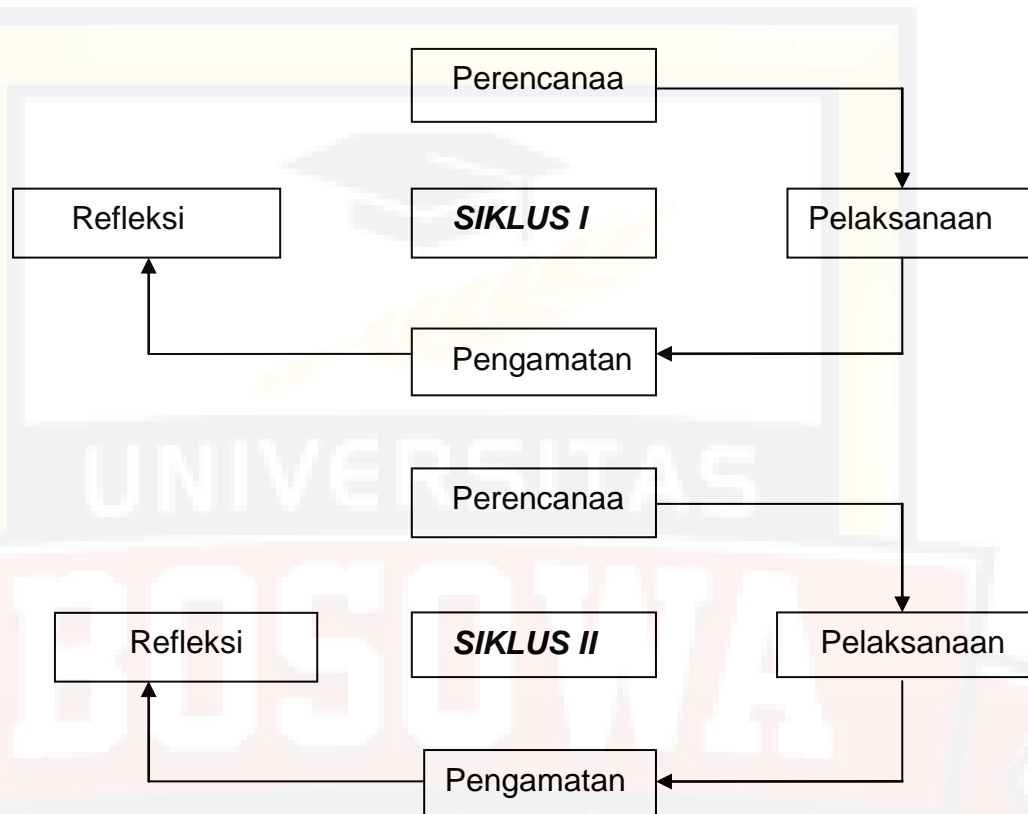 Perencanaa
Refleksi
SIKLUS I
Pelaksanaan
Pengamatan
UNIVERSITAS
Perencanaa
BOSOWA
Refleksi
SIKLUS II
Pelaksanaan
Pengamatan